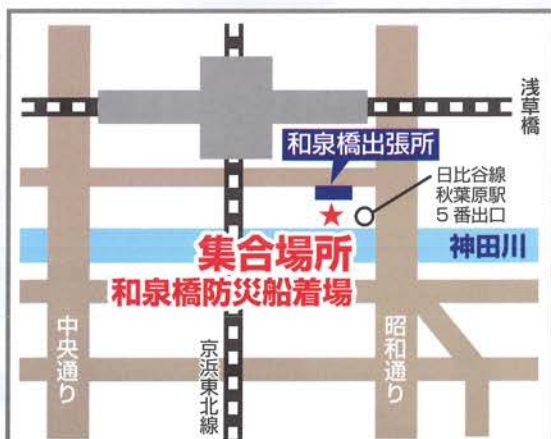 浅草橋
和泉橋出張所
日比谷線
秋葉原駅
5番出口
神田川
集合場所
和泉橋防災船着場
中央通り
京浜東北線
昭和通り